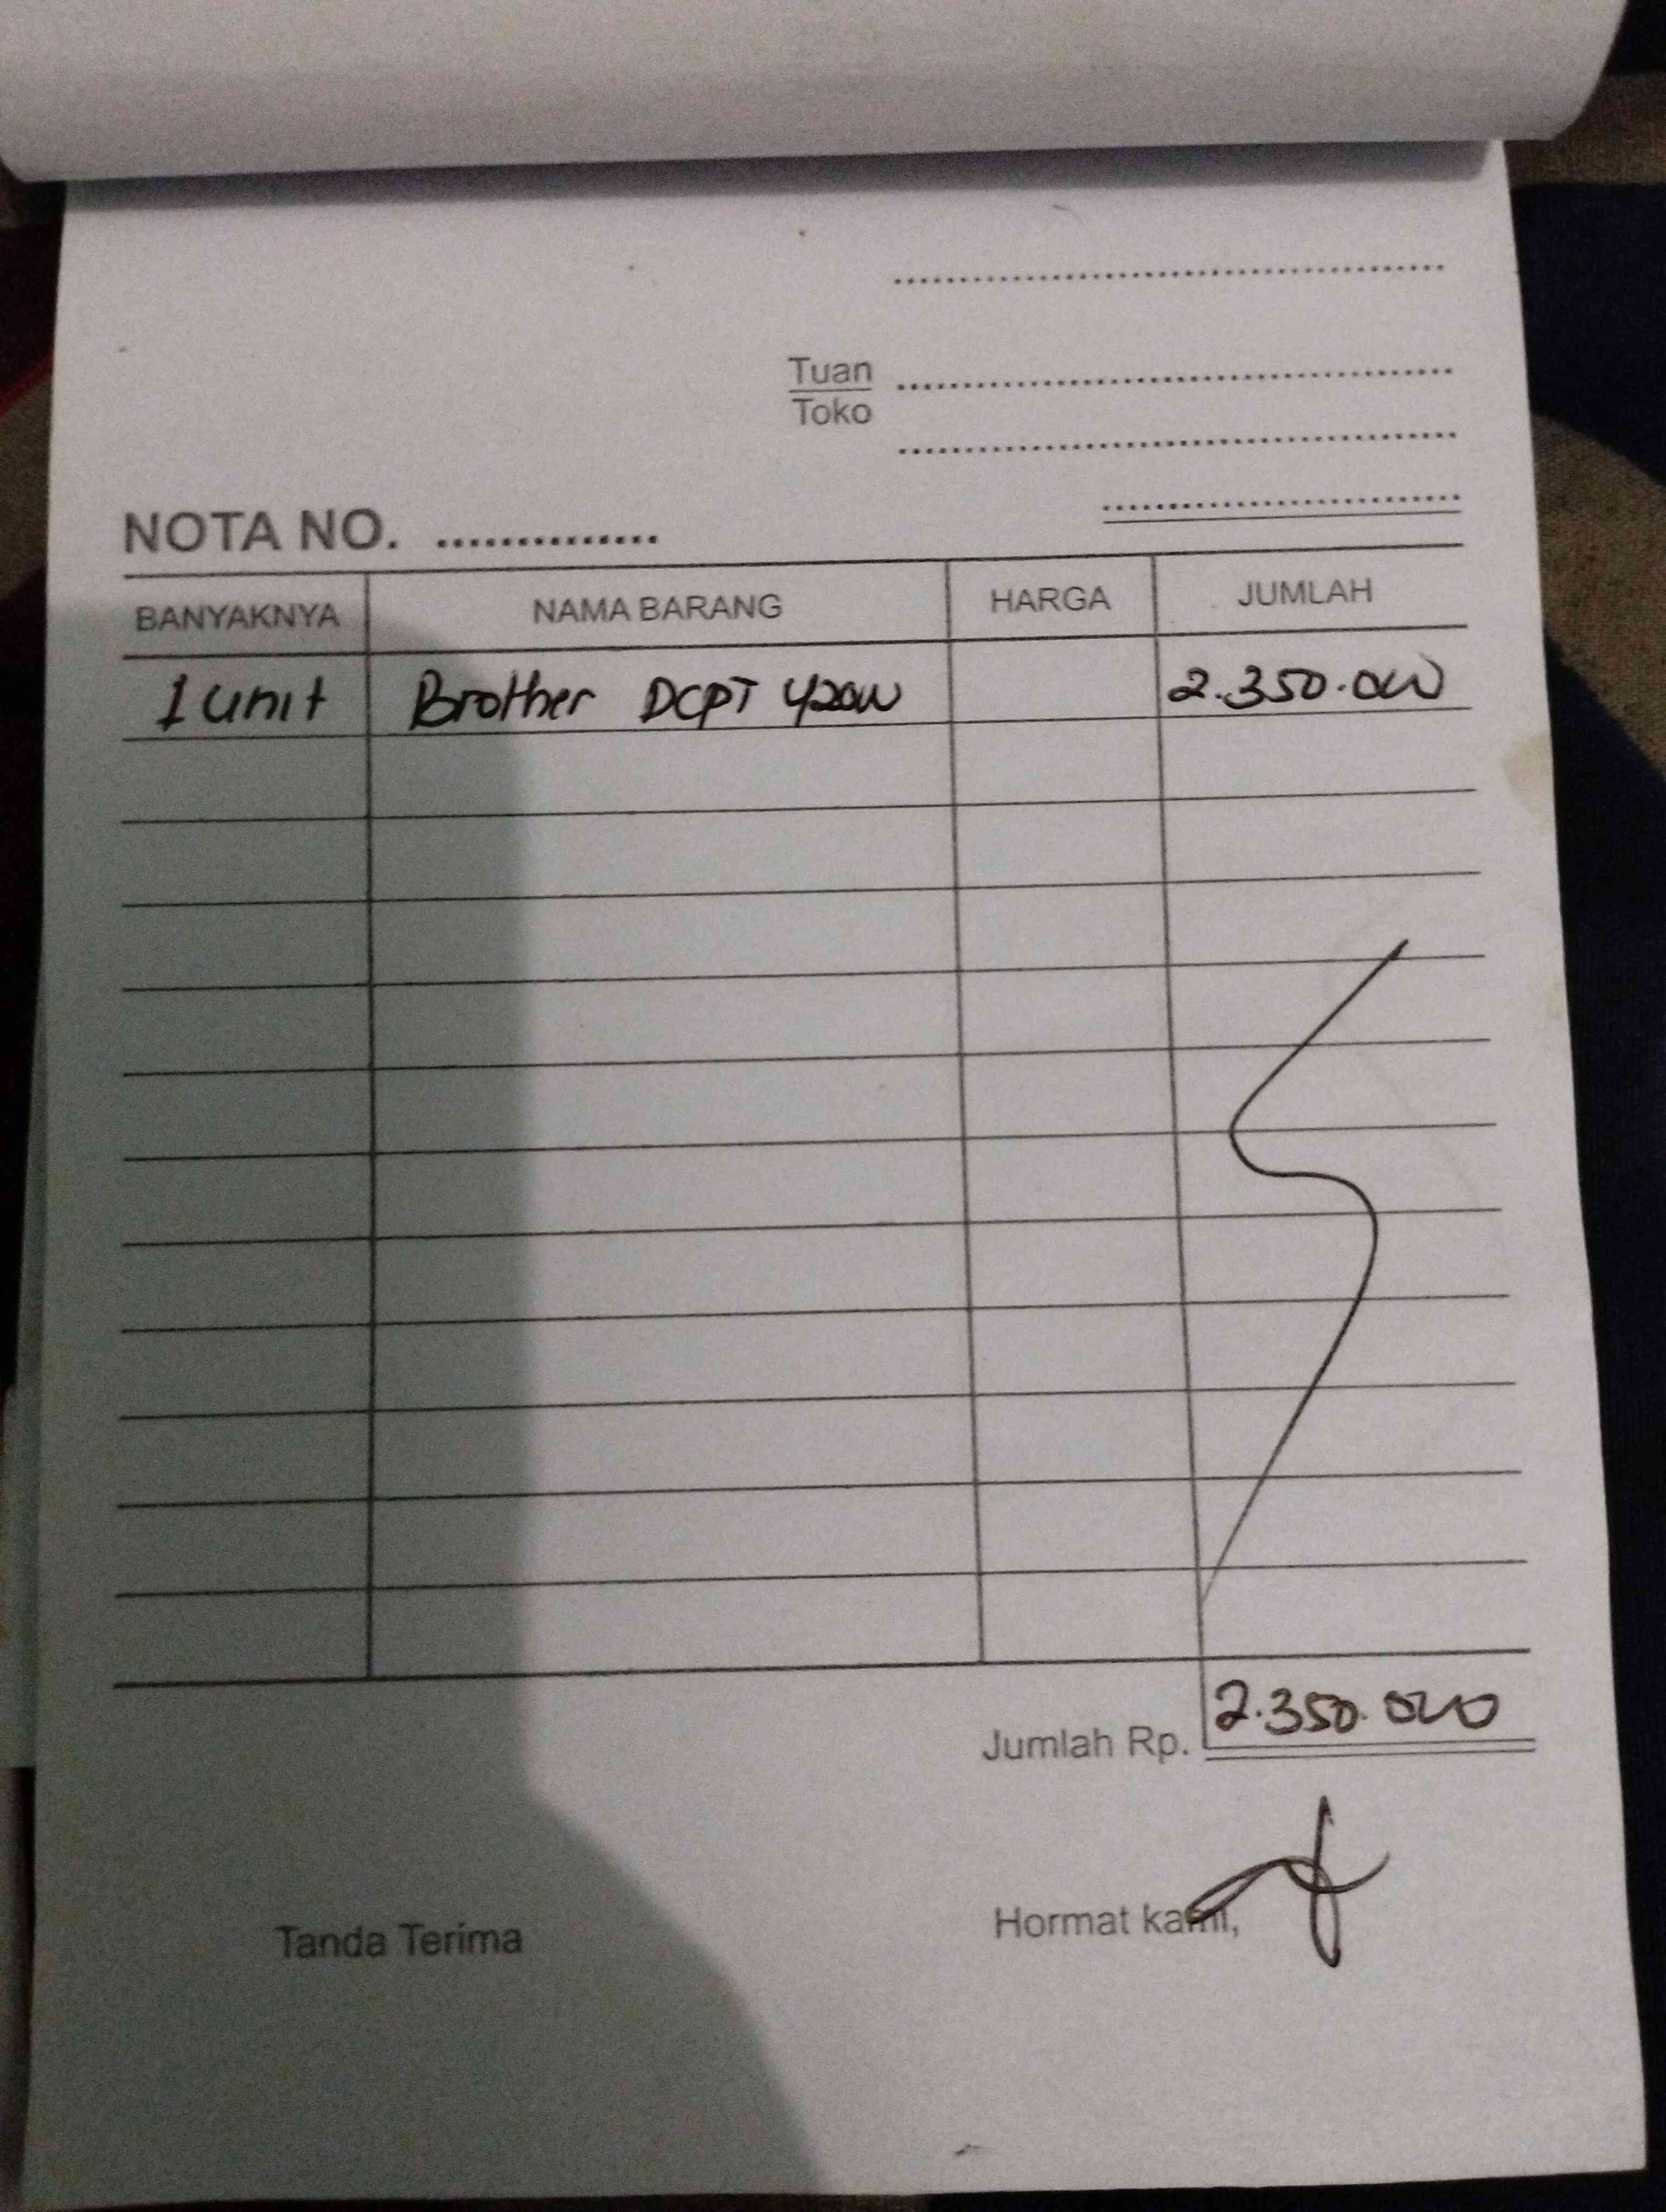 Tuan
Toko
NOTA NO. ...............
BANYAKNYA NAMA BARANG HARGA JUMLAH
1 unit Brother DCPT 420W 2.350.000
Jumlah Rp. 2.350.000
Tanda Terima Hormat kami,